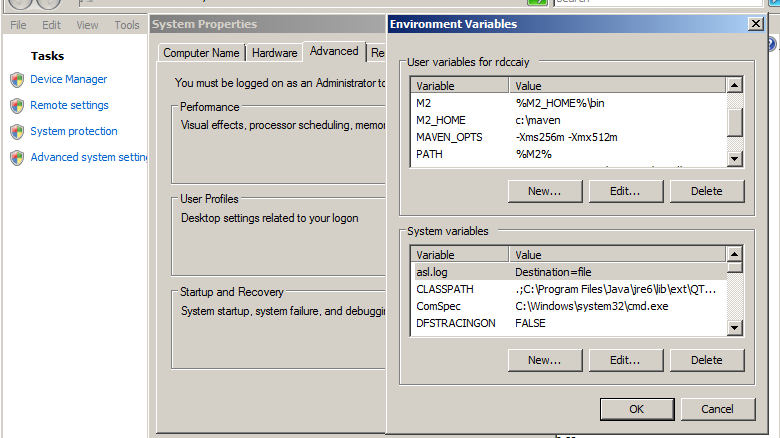 File Edit View Tools
Tasks
Device Manager
Remote settings
System protection
Advanced system setting
System Properties
Computer Name Hardware Advanced Re
You must be logged on as an Administrator to
Performance
Visual effects, processor scheduling, memor
User Profiles
Desktop settings related to your logon
Startup and Recovery
System startup, system failure, and debuggin
Environment Variables
User variables for rdccaiy
Variable Value
M2 %M2_HOME%\bin
M2_HOME c:\maven
MAVEN_OPTS -Xms256m -Xmx512m
PATH %M2%
New... Edit... Delete
System variables
Variable Value
asl.log Destination=file
CLASSPATH .;C:\Program Files\Java\jre6\lib\ext\QT...
ComSpec C:\Windows\system32\cmd.exe
DFSTRACINGON FALSE
New... Edit... Delete
OK Cancel